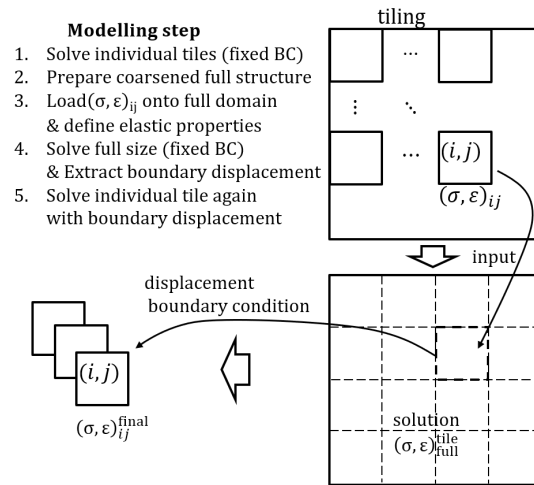 Modelling step
1. Solve individual tiles (fixed BC)
2. Prepare coarsened full structure
3. Load(σ, ε)ij onto full domain
& define elastic properties
4. Solve full size (fixed BC)
& Extract boundary displacement
5. Solve individual tile again
with boundary displacement
tiling
...
⋮ ⋱
... (i, j)
(σ, ε)ij
input
displacement
boundary condition
(i, j)
(σ, ε)ij^final
solution
(σ, ε)full^tile